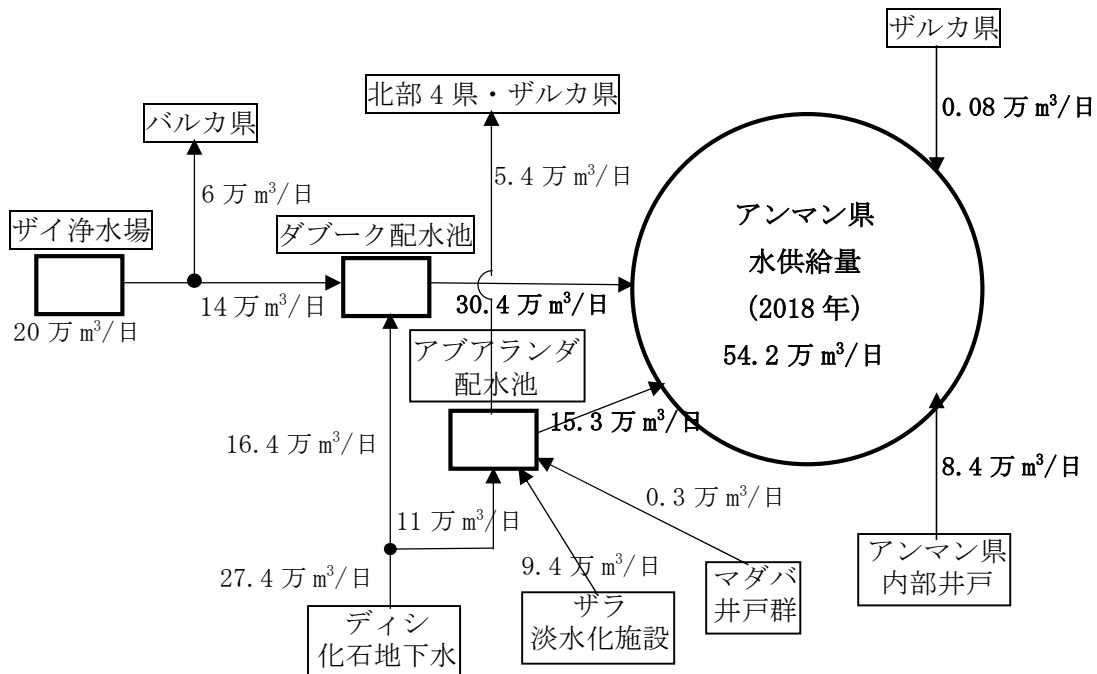 ザルカ県
0.08 万 m³/日
北部 4 県・ザルカ県
バルカ県
5.4 万 m³/日
6 万 m³/日
アンマン県
水供給量
(2018 年)
54.2 万 m³/日
ザイ浄水場
ダブーク配水池
14 万 m³/日
30.4 万 m³/日
20 万 m³/日
アブアランダ
配水池
15.3 万 m³/日
16.4 万 m³/日
8.4 万 m³/日
0.3 万 m³/日
11 万 m³/日
27.4 万 m³/日
9.4 万 m³/日
アンマン県
内部井戸
マダバ
井戸群
ザラ
淡水化施設
ディシ
化石地下水